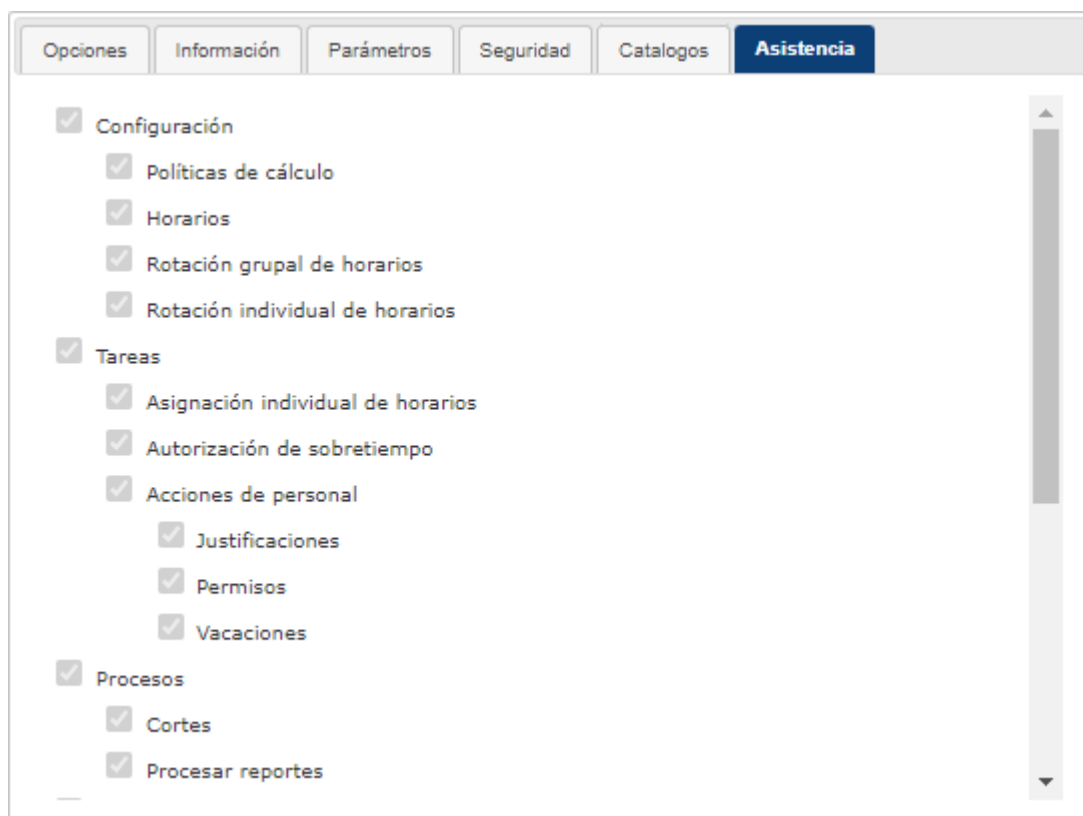 Opciones Información Parámetros Seguridad Catalogos Asistencia
Configuración
Políticas de cálculo
Horarios
Rotación grupal de horarios
Rotación individual de horarios
Tareas
Asignación individual de horarios
Autorización de sobretiempo
Acciones de personal
Justificaciones
Permisos
Vacaciones
Procesos
Cortes
Procesar reportes